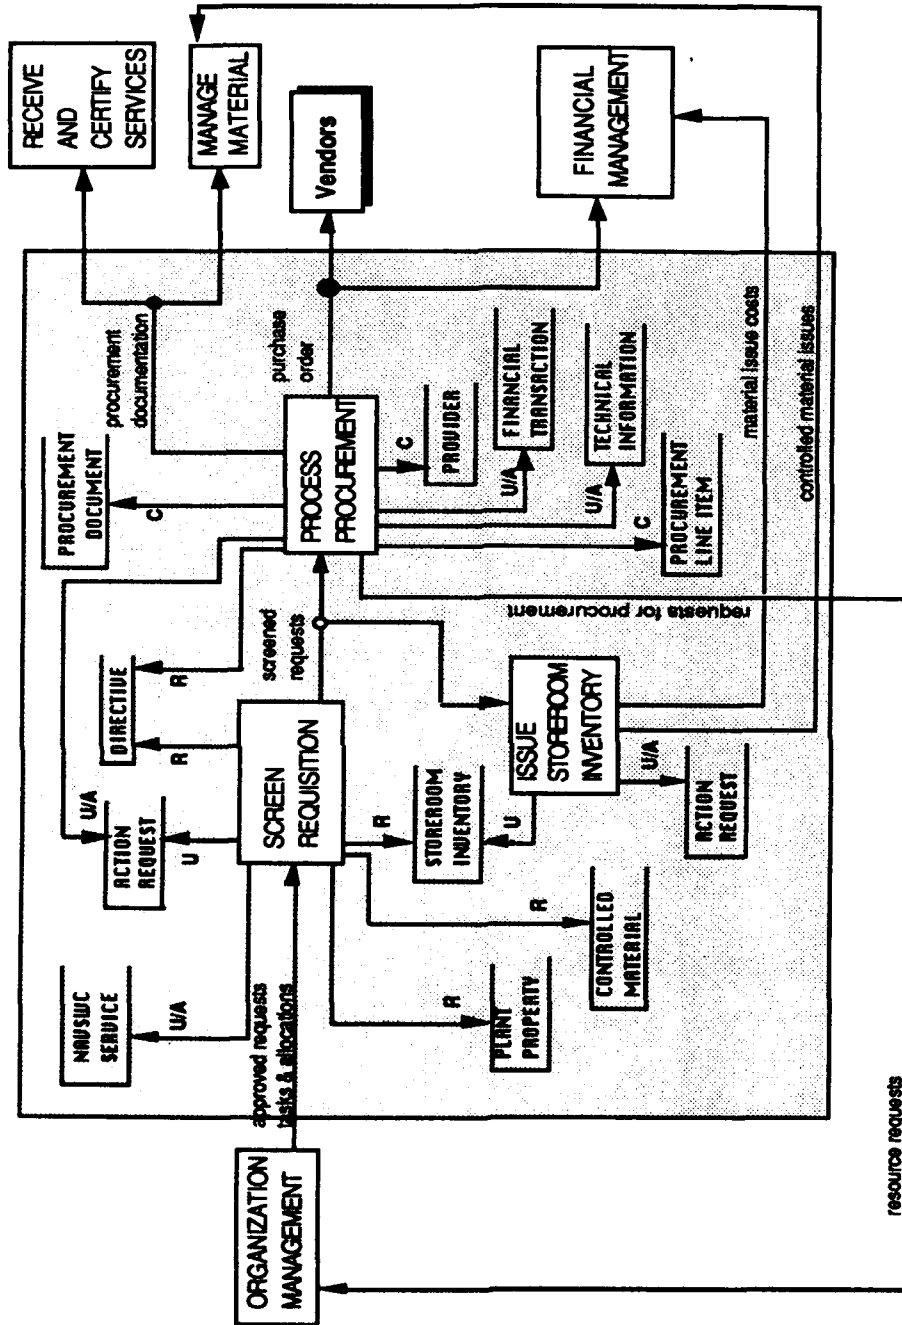 RECEIVE
AND
CERTIFY
SERVICES
MANAGE
MATERIAL
Vendors
FINANCIAL
MANAGEMENT
procurement
documentation
purchase
order
PROCUREMENT
DOCUMENT
C
PROCESS
PROCUREMENT
C
PROVIDER
U/A
FINANCIAL
TRANSACTION
U/A
TECHNICAL
INFORMATION
C
PROCUREMENT
LINE ITEM
material issue costs
controlled material issues
requests for procurement
screened
requests
DIRECTIVE
R
R
U/A
ACTION
REQUEST
U
SCREEN
REQUISITION
R
STOREROOM
INVENTORY
U
ISSUE
STOREROOM
INVENTORY
U/A
ACTION
REQUEST
R
CONTROLLED
MATERIAL
R
PLANT
PROPERTY
NAVSWC
SERVICE
U/A
approved requests
tasks & allocations
ORGANIZATION
MANAGEMENT
resource requests